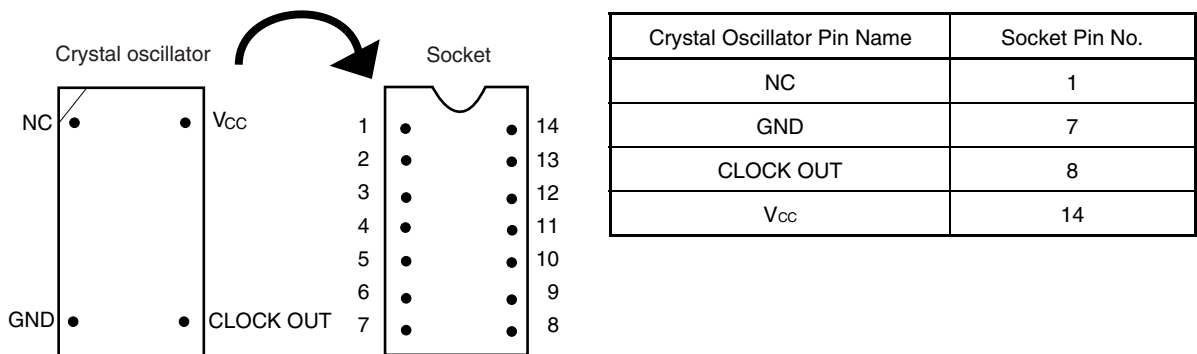 Crystal oscillator
NC
VCC
GND
CLOCK OUT
Socket
1
2
3
4
5
6
7
14
13
12
11
10
9
8
Crystal Oscillator Pin Name Socket Pin No.
NC 1
GND 7
CLOCK OUT 8
VCC 14